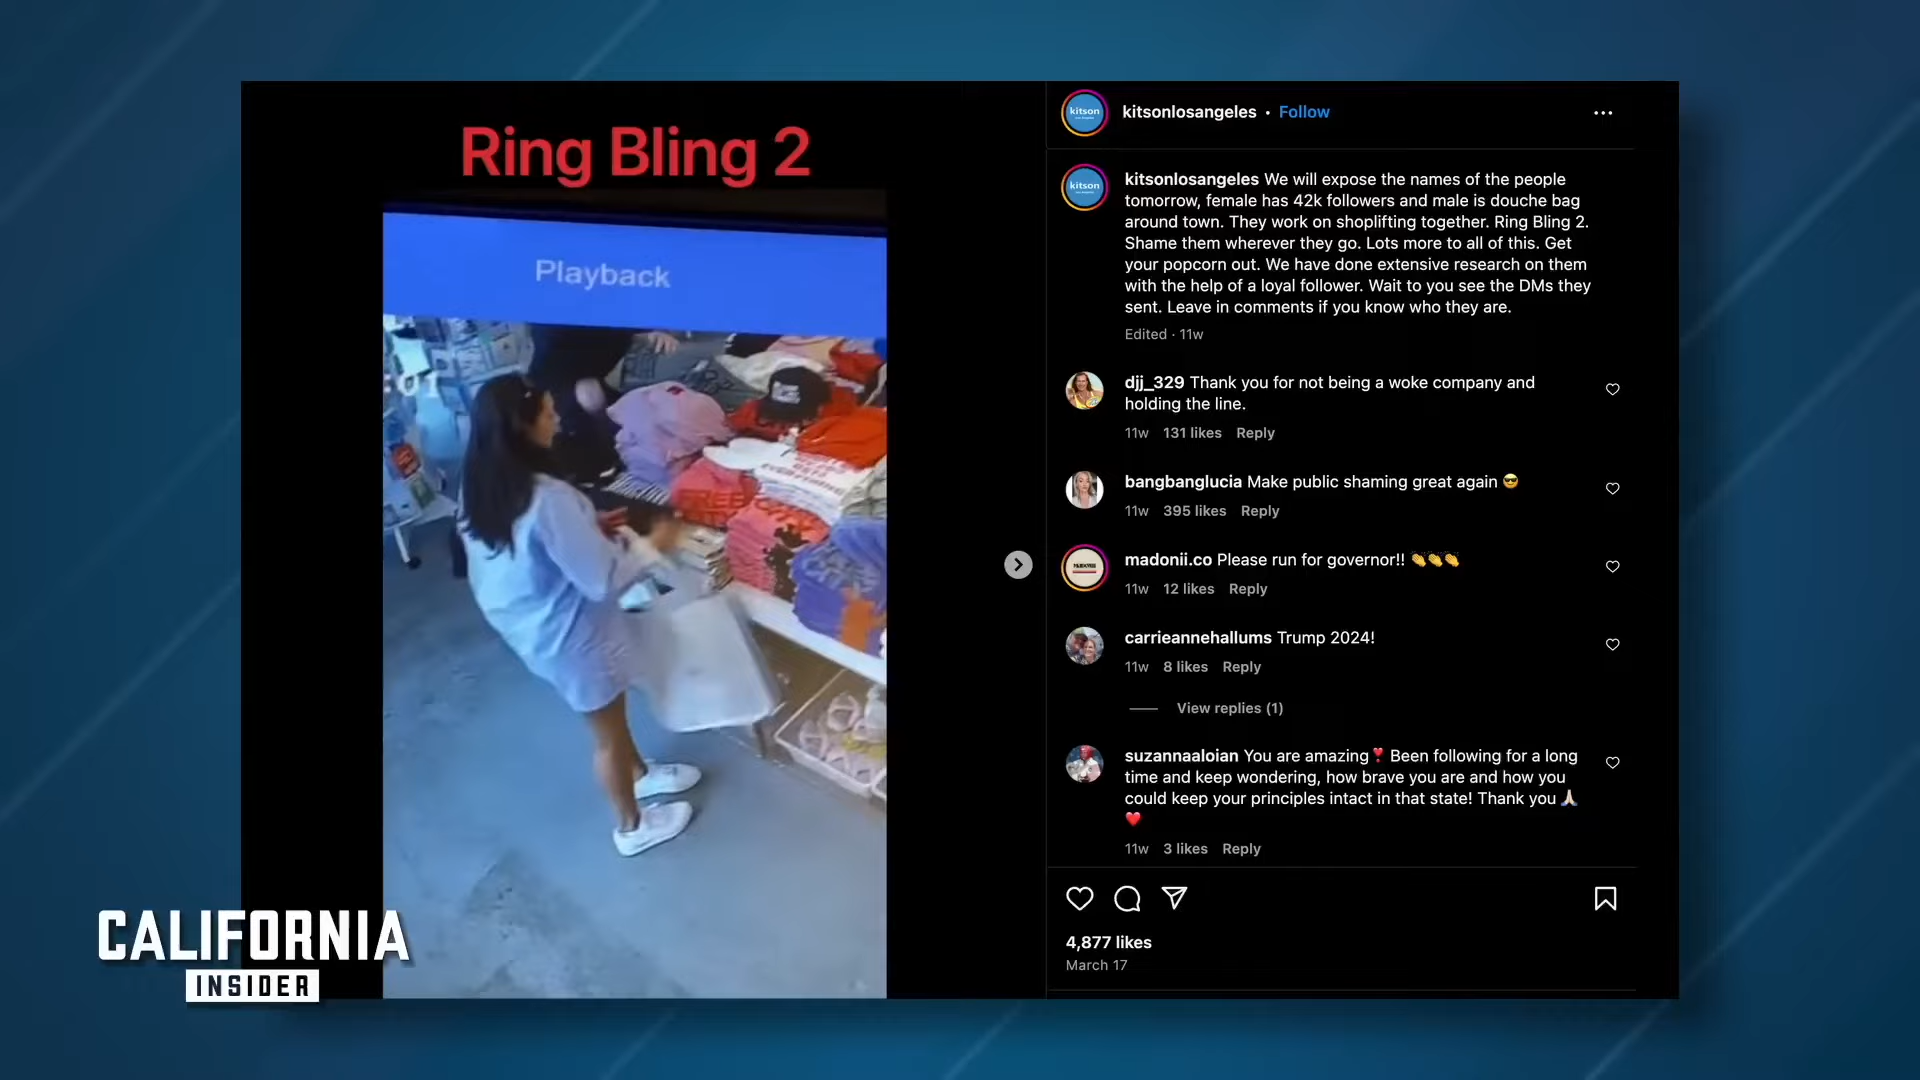 Ring Bling 2
Playback
kitson
kitsonlosangeles • Follow
kitson
kitsonlosangeles We will expose the names of the people
tomorrow, female has 42k followers and male is douche bag
around town. They work on shoplifting together. Ring Bling 2.
Shame them wherever they go. Lots more to all of this. Get
your popcorn out. We have done extensive research on them
with the help of a loyal follower. Wait to you see the DMs they
sent. Leave in comments if you know who they are.
Edited · 11w
djj_329 Thank you for not being a woke company and
holding the line.
11w 131 likes Reply
bangbanglucia Make public shaming great again 😎
11w 395 likes Reply
madonii.co Please run for governor!! 👏👏👏
11w 12 likes Reply
carrieannehallums Trump 2024!
11w 8 likes Reply
View replies (1)
suzannaaloian You are amazing❣️ Been following for a long
time and keep wondering, how brave you are and how you
could keep your principles intact in that state! Thank you 🙏🏻
❤️
11w 3 likes Reply
4,877 likes
March 17
CALIFORNIA
INSIDER